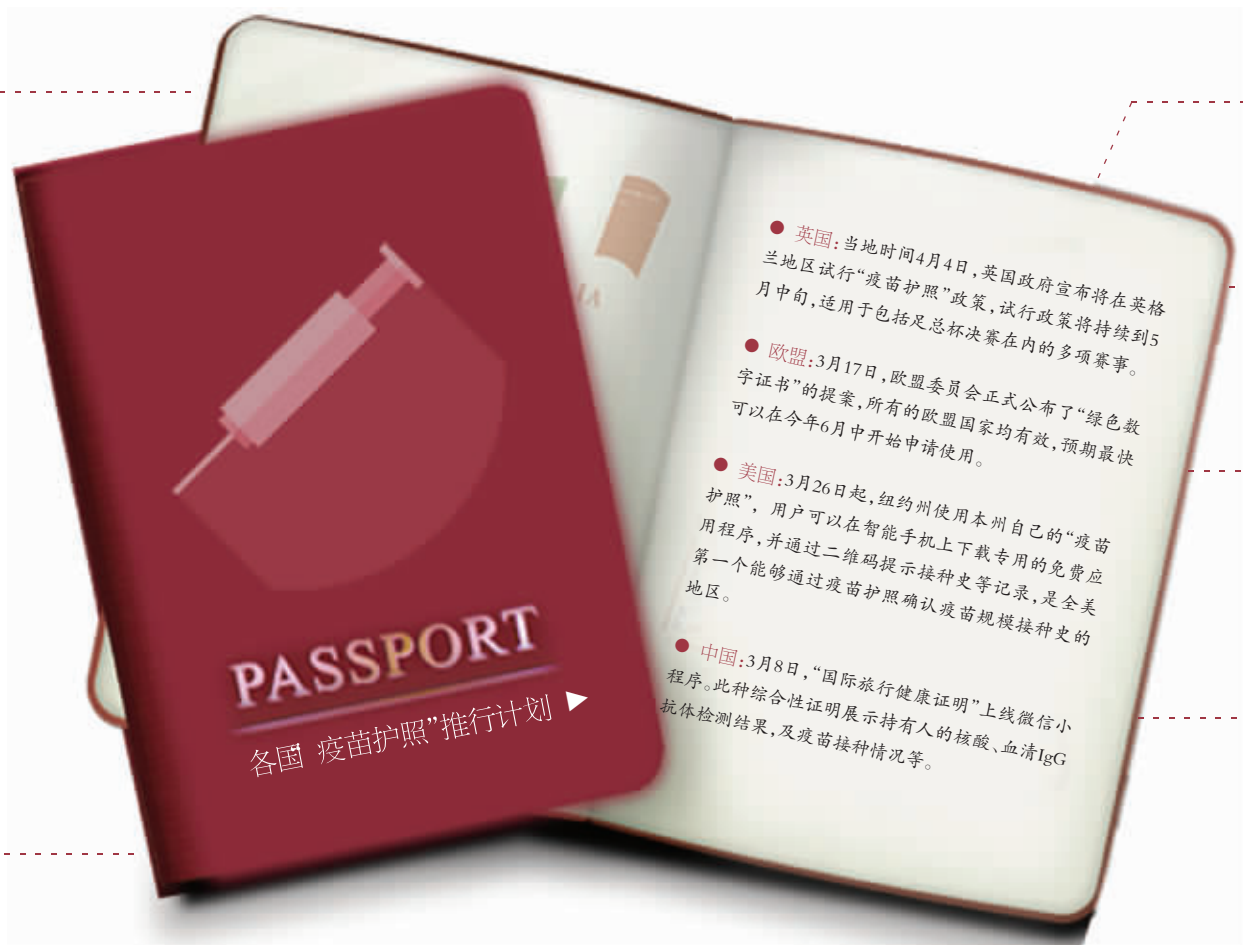 PASSPORT
各国“疫苗护照”推行计划
● 英国:当地时间4月4日,英国政府宣布将在英格
兰地区试行“疫苗护照”政策,试行政策将持续到5
月中旬,适用于包括足总杯决赛在内的多项赛事。
● 欧盟:3月17日,欧盟委员会正式公布了“绿色数
字证书”的提案,所有的欧盟国家均有效,预期最快
可以在今年6月中开始申请使用。
● 美国:3月26日起,纽约州使用本州自己的“疫苗
护照”, 用户可以在智能手机上下载专用的免费应
用程序,并通过二维码提示接种史等记录,是全美
第一个能够通过疫苗护照确认疫苗规模接种史的
地区。
● 中国:3月8日, “国际旅行健康证明”上线微信小
程序。此种综合性证明展示持有人的核酸、血清IgG
抗体检测结果,及疫苗接种情况等。